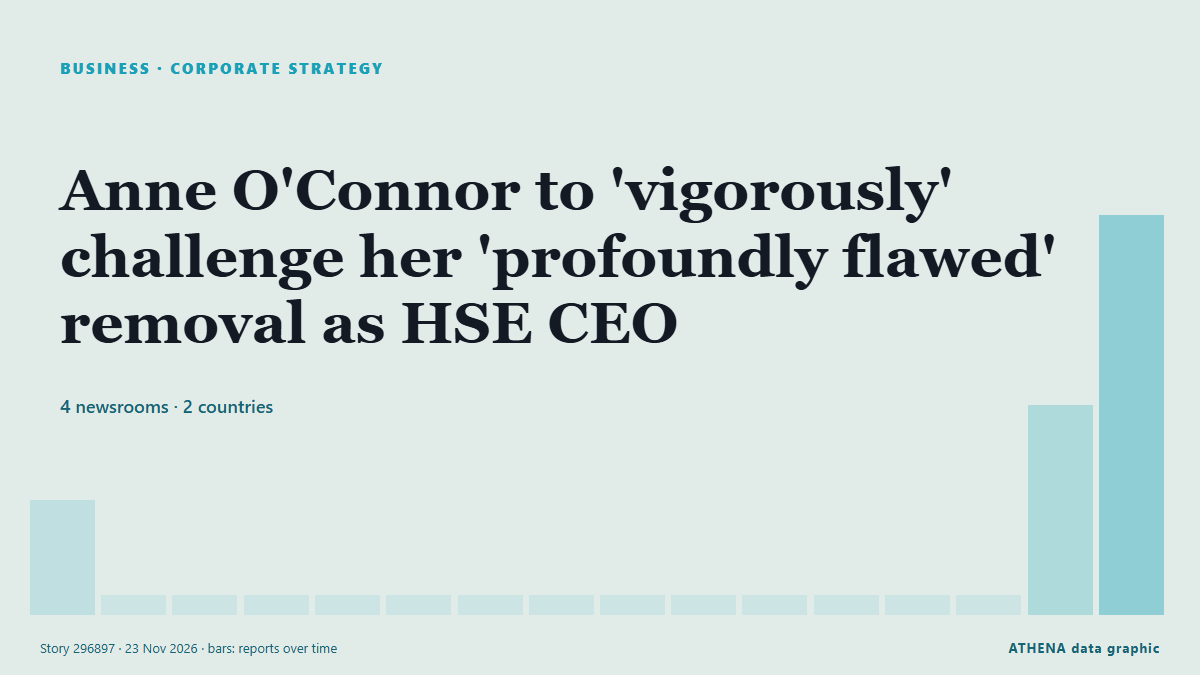 BUSINESS · CORPORATE STRATEGY
Anne O'Connor to 'vigorously'
challenge her 'profoundly flawed'
removal as HSE CEO
4 newsrooms · 2 countries
Story 296897 · 23 Nov 2026 · bars: reports over time
ATHENA data graphic